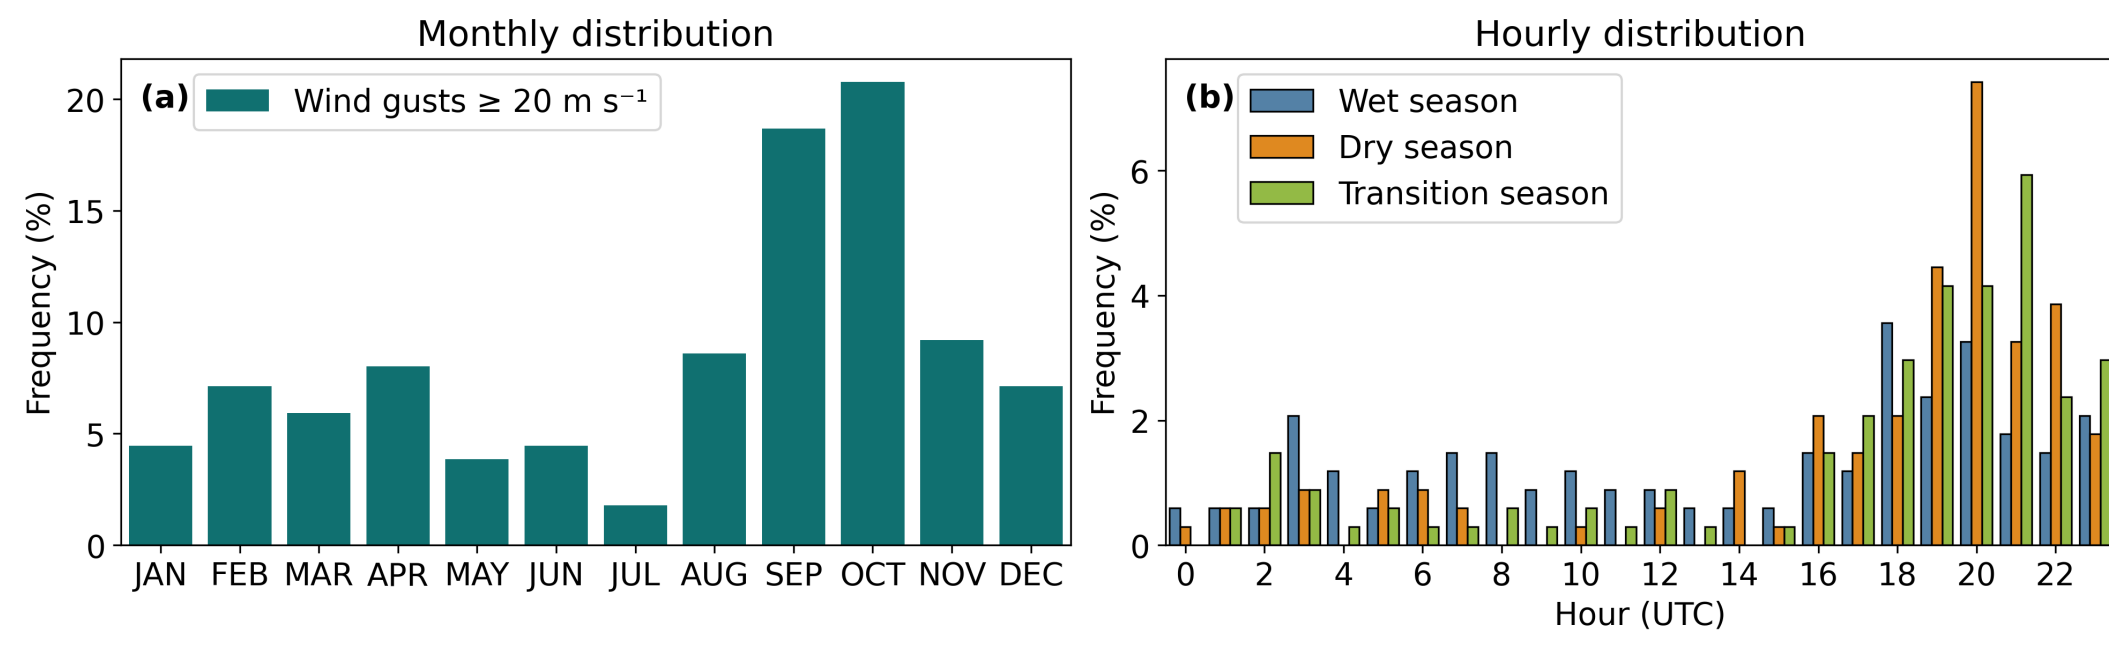 Monthly distribution
(a)
Wind gusts ≥ 20 m s⁻¹
Frequency (%)
20
15
10
5
0
JAN FEB MAR APR MAY JUN JUL AUG SEP OCT NOV DEC
Hourly distribution
(b)
Wet season
Dry season
Transition season
Frequency (%)
6
4
2
0
0 2 4 6 8 10 12 14 16 18 20 22
Hour (UTC)